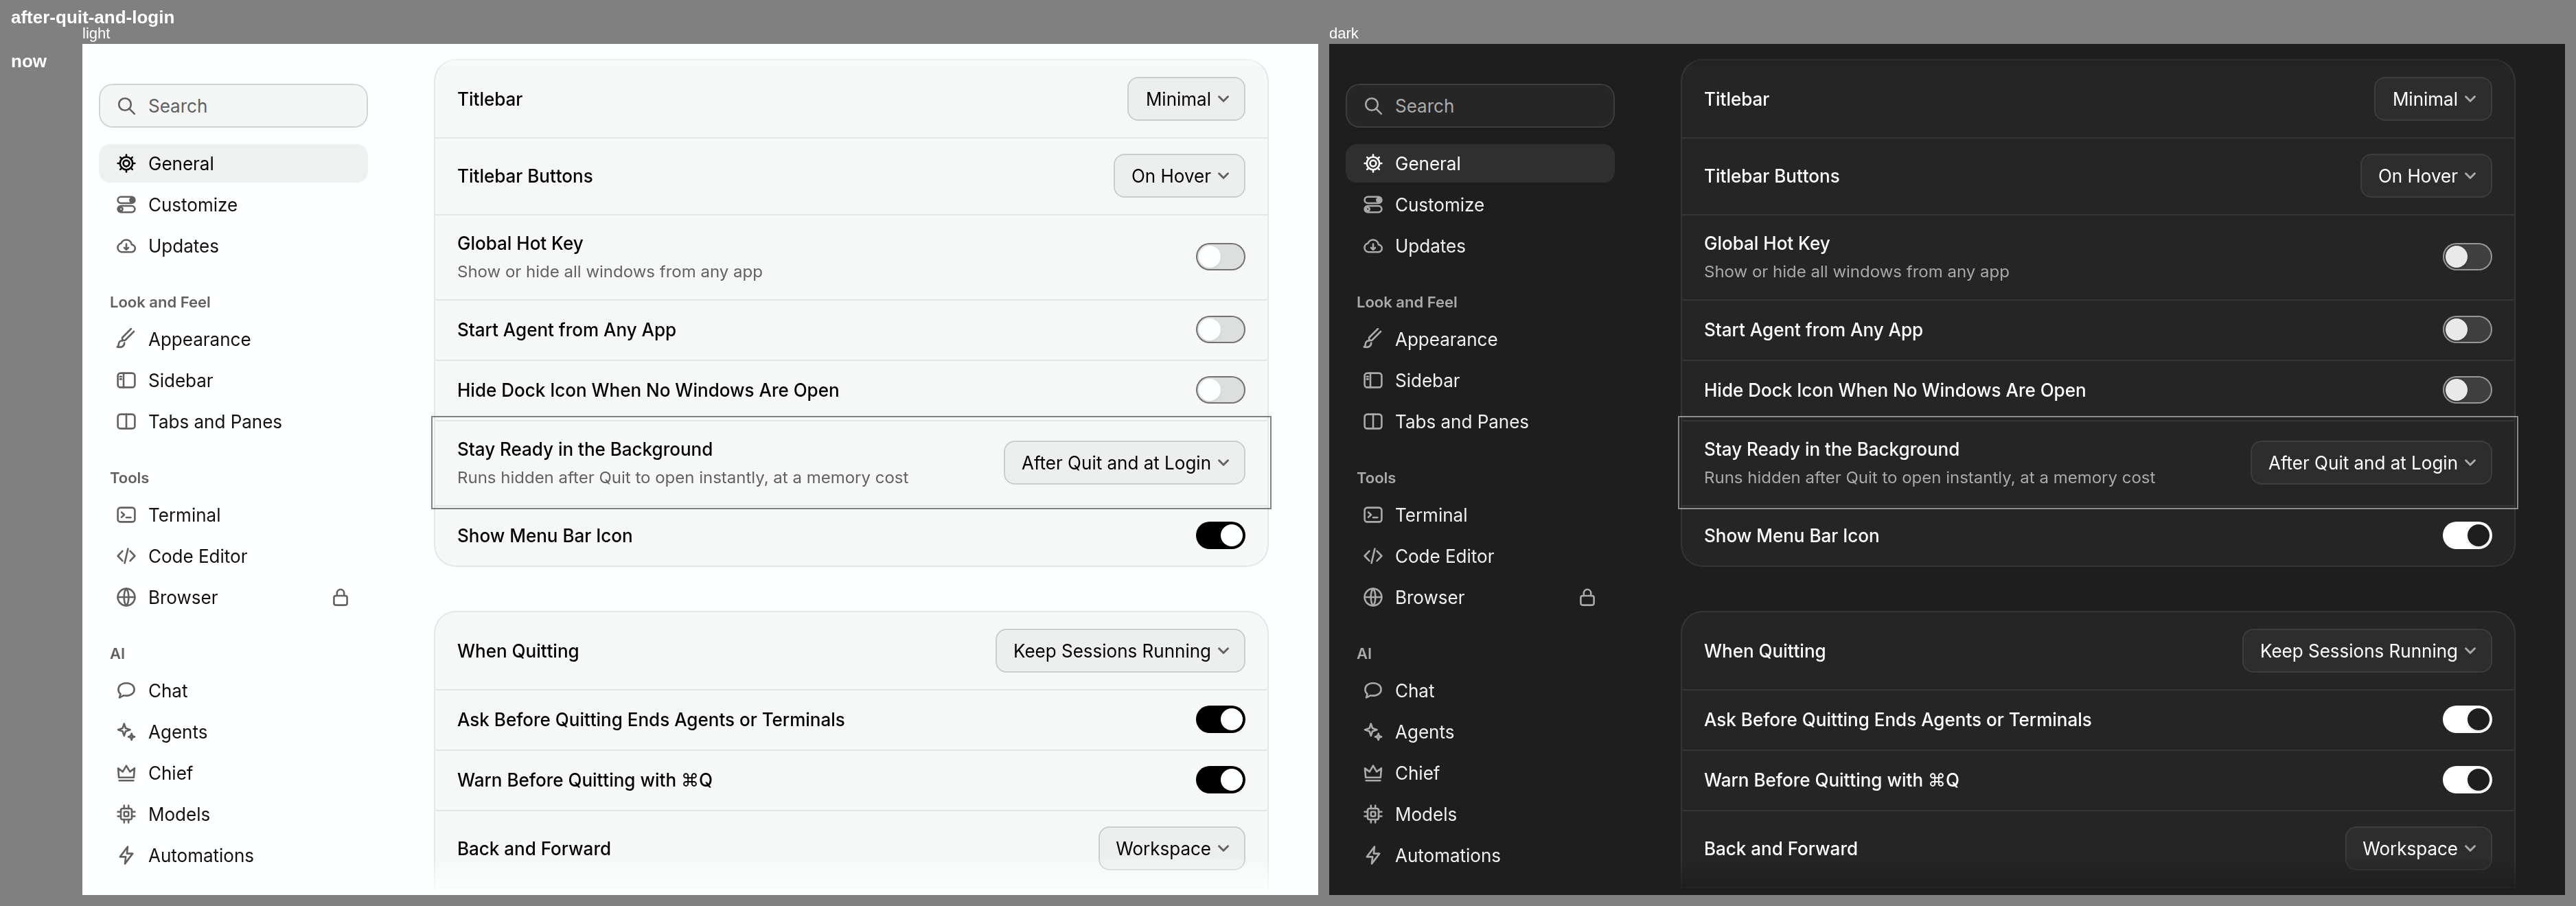 after-quit-and-login
now
light
Search
General
Customize
Updates
Look and Feel
Appearance
Sidebar
Tabs and Panes
Tools
Terminal
Code Editor
Browser
AI
Chat
Agents
Chief
Models
Automations
Titlebar
Minimal
Titlebar Buttons
On Hover
Global Hot Key
Show or hide all windows from any app
Start Agent from Any App
Hide Dock Icon When No Windows Are Open
Stay Ready in the Background
Runs hidden after Quit to open instantly, at a memory cost
After Quit and at Login
Show Menu Bar Icon
When Quitting
Keep Sessions Running
Ask Before Quitting Ends Agents or Terminals
Warn Before Quitting with ⌘Q
Back and Forward
Workspace
dark
Search
General
Customize
Updates
Look and Feel
Appearance
Sidebar
Tabs and Panes
Tools
Terminal
Code Editor
Browser
AI
Chat
Agents
Chief
Models
Automations
Titlebar
Minimal
Titlebar Buttons
On Hover
Global Hot Key
Show or hide all windows from any app
Start Agent from Any App
Hide Dock Icon When No Windows Are Open
Stay Ready in the Background
Runs hidden after Quit to open instantly, at a memory cost
After Quit and at Login
Show Menu Bar Icon
When Quitting
Keep Sessions Running
Ask Before Quitting Ends Agents or Terminals
Warn Before Quitting with ⌘Q
Back and Forward
Workspace